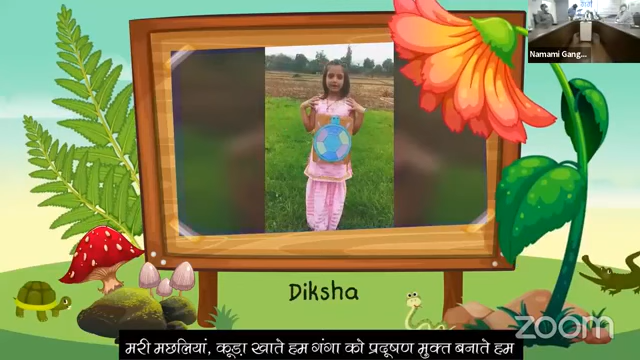 Namami Gang...
Diksha
मरी मछलियां, कूड़ा खाते हम गंगा को प्रदूषण मुक्त बनाते हम
zoom